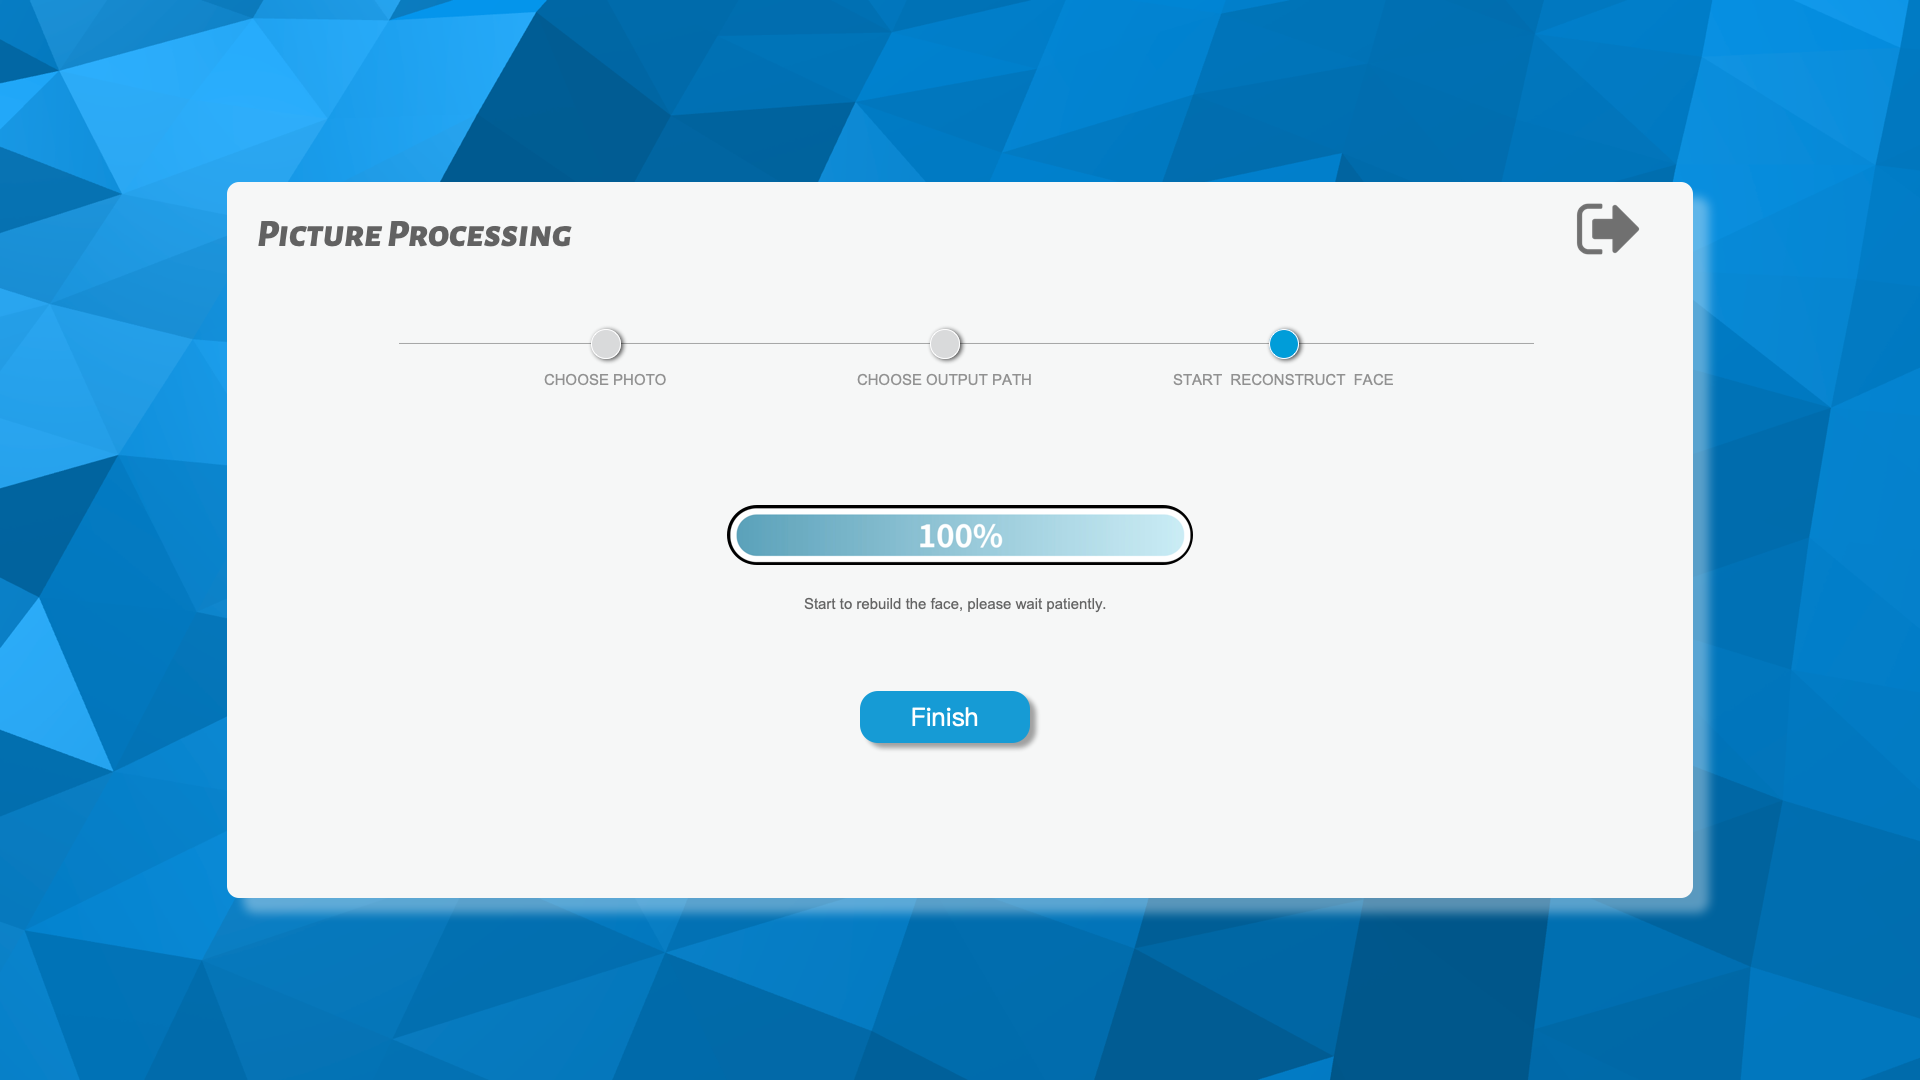 PICTURE PROCESSING
CHOOSE PHOTO
CHOOSE OUTPUT PATH
START RECONSTRUCT FACE
100%
Start to rebuild the face, please wait patiently.
Finish